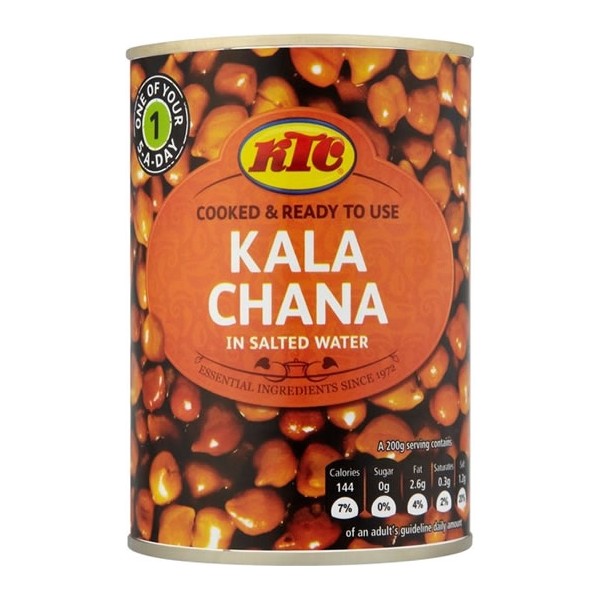 ONE OF YOUR
1
5-A-DAY
KTC
COOKED & READY TO USE
KALA
CHANA
IN SALTED WATER
ESSENTIAL INGREDIENTS SINCE 1972
A 200g serving contains
Calories Sugar Fat Saturates
144 0g 2.6g 0.3g
7% 0% 4% 2%
of an adult's guideline daily amount